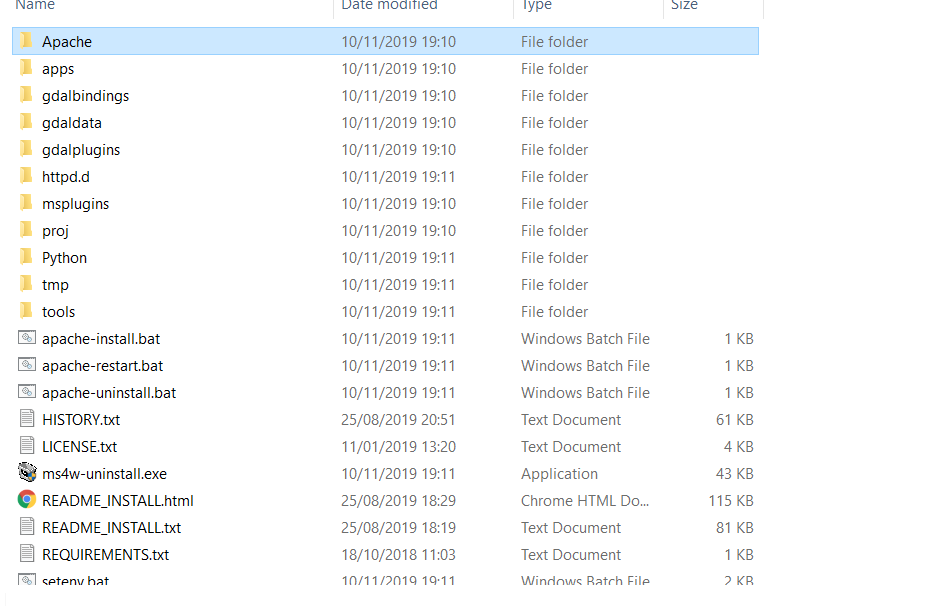 Name Date modified Type Size
Apache 10/11/2019 19:10 File folder
apps 10/11/2019 19:10 File folder
gdalbindings 10/11/2019 19:10 File folder
gdaldata 10/11/2019 19:10 File folder
gdalplugins 10/11/2019 19:10 File folder
httpd.d 10/11/2019 19:11 File folder
msplugins 10/11/2019 19:10 File folder
proj 10/11/2019 19:10 File folder
Python 10/11/2019 19:11 File folder
tmp 10/11/2019 19:11 File folder
tools 10/11/2019 19:11 File folder
apache-install.bat 10/11/2019 19:11 Windows Batch File 1 KB
apache-restart.bat 10/11/2019 19:11 Windows Batch File 1 KB
apache-uninstall.bat 10/11/2019 19:11 Windows Batch File 1 KB
HISTORY.txt 25/08/2019 20:51 Text Document 61 KB
LICENSE.txt 11/01/2019 13:20 Text Document 4 KB
ms4w-uninstall.exe 10/11/2019 19:11 Application 43 KB
README_INSTALL.html 25/08/2019 18:29 Chrome HTML Do... 115 KB
README_INSTALL.txt 25/08/2019 18:19 Text Document 81 KB
REQUIREMENTS.txt 18/10/2018 11:03 Text Document 1 KB
setenv.bat 10/11/2019 19:11 Windows Batch File 2 KB